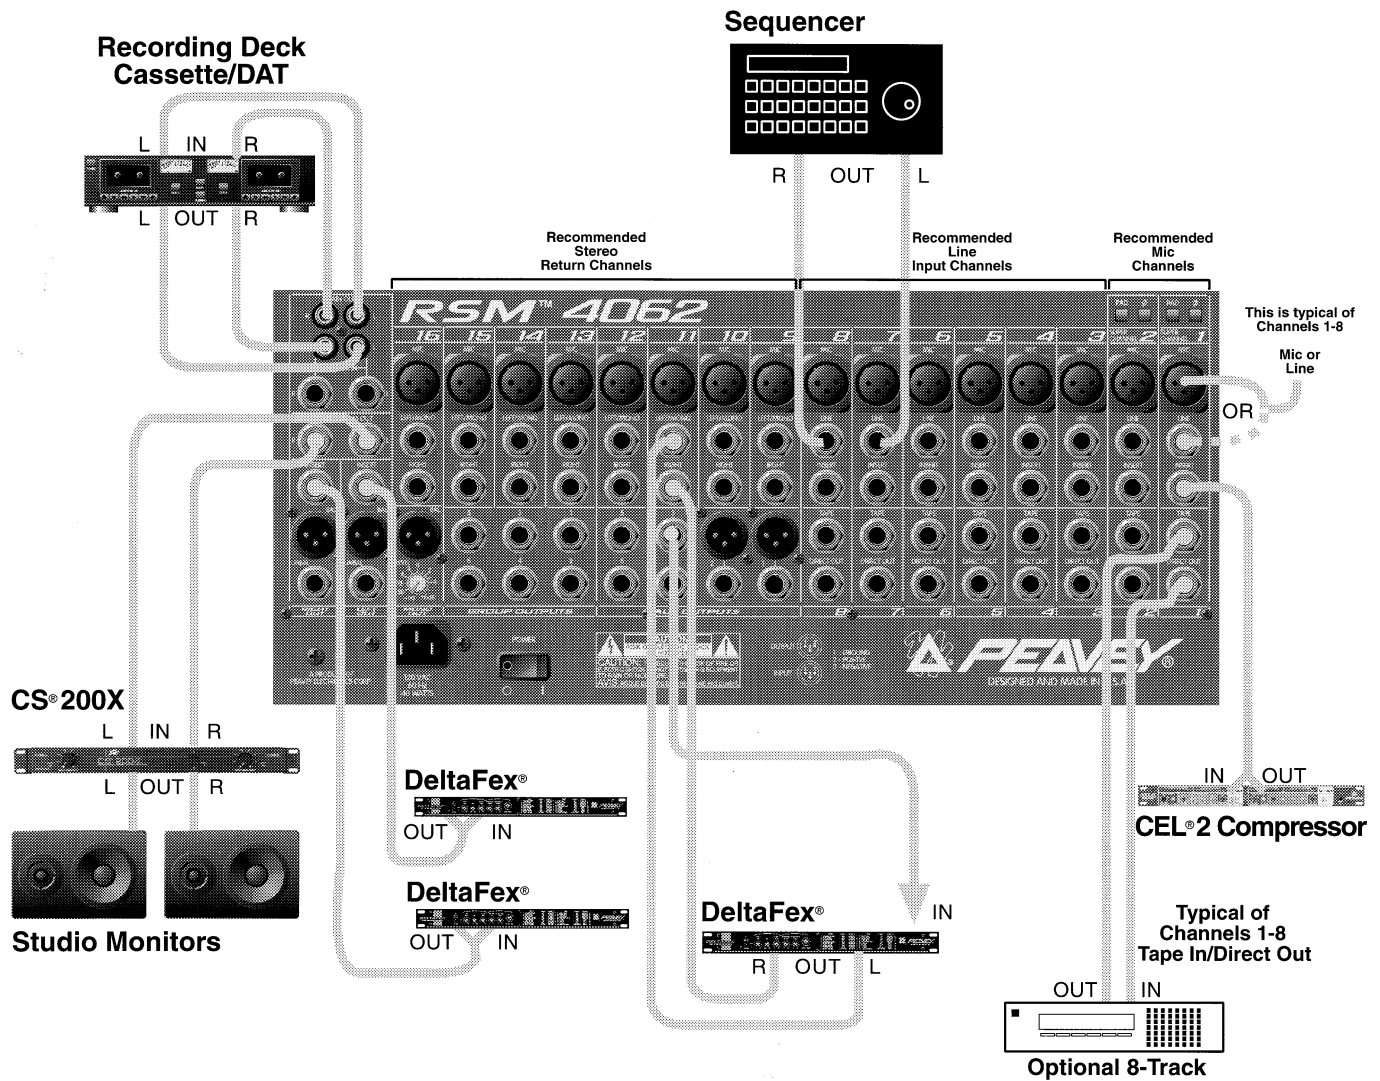 Sequencer
Recording Deck
Cassette/DAT
L IN R
L OUT R
R OUT L
Recommended
Stereo
Return Channels
Recommended
Line
Input Channels
Recommended
Mic
Channels
RSM™ 4062
This is typical of
Channels 1-8
Mic or
Line
OR
16 15 14 13 12 11 10 9 8 7 6 5 4 3 2 1
GROUP OUTPUTS
OUTPUTS
8 7 6 5 4 3 2 1
POWER
CAUTION
PEAVEY®
DESIGNED AND MADE IN
CS® 200X
L IN R
L OUT R
Studio Monitors
DeltaFex®
OUT IN
DeltaFex®
OUT IN
DeltaFex®
IN
R OUT L
IN OUT
CEL® 2 Compressor
Typical of
Channels 1-8
Tape In/Direct Out
OUT IN
Optional 8-Track